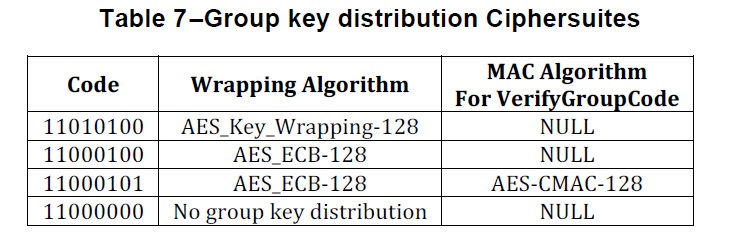 Table 7–Group key distribution Ciphersuites
Code Wrapping Algorithm MAC Algorithm
For VerifyGroupCode
11010100 AES_Key_Wrapping-128 NULL
11000100 AES_ECB-128 NULL
11000101 AES_ECB-128 AES-CMAC-128
11000000 No group key distribution NULL